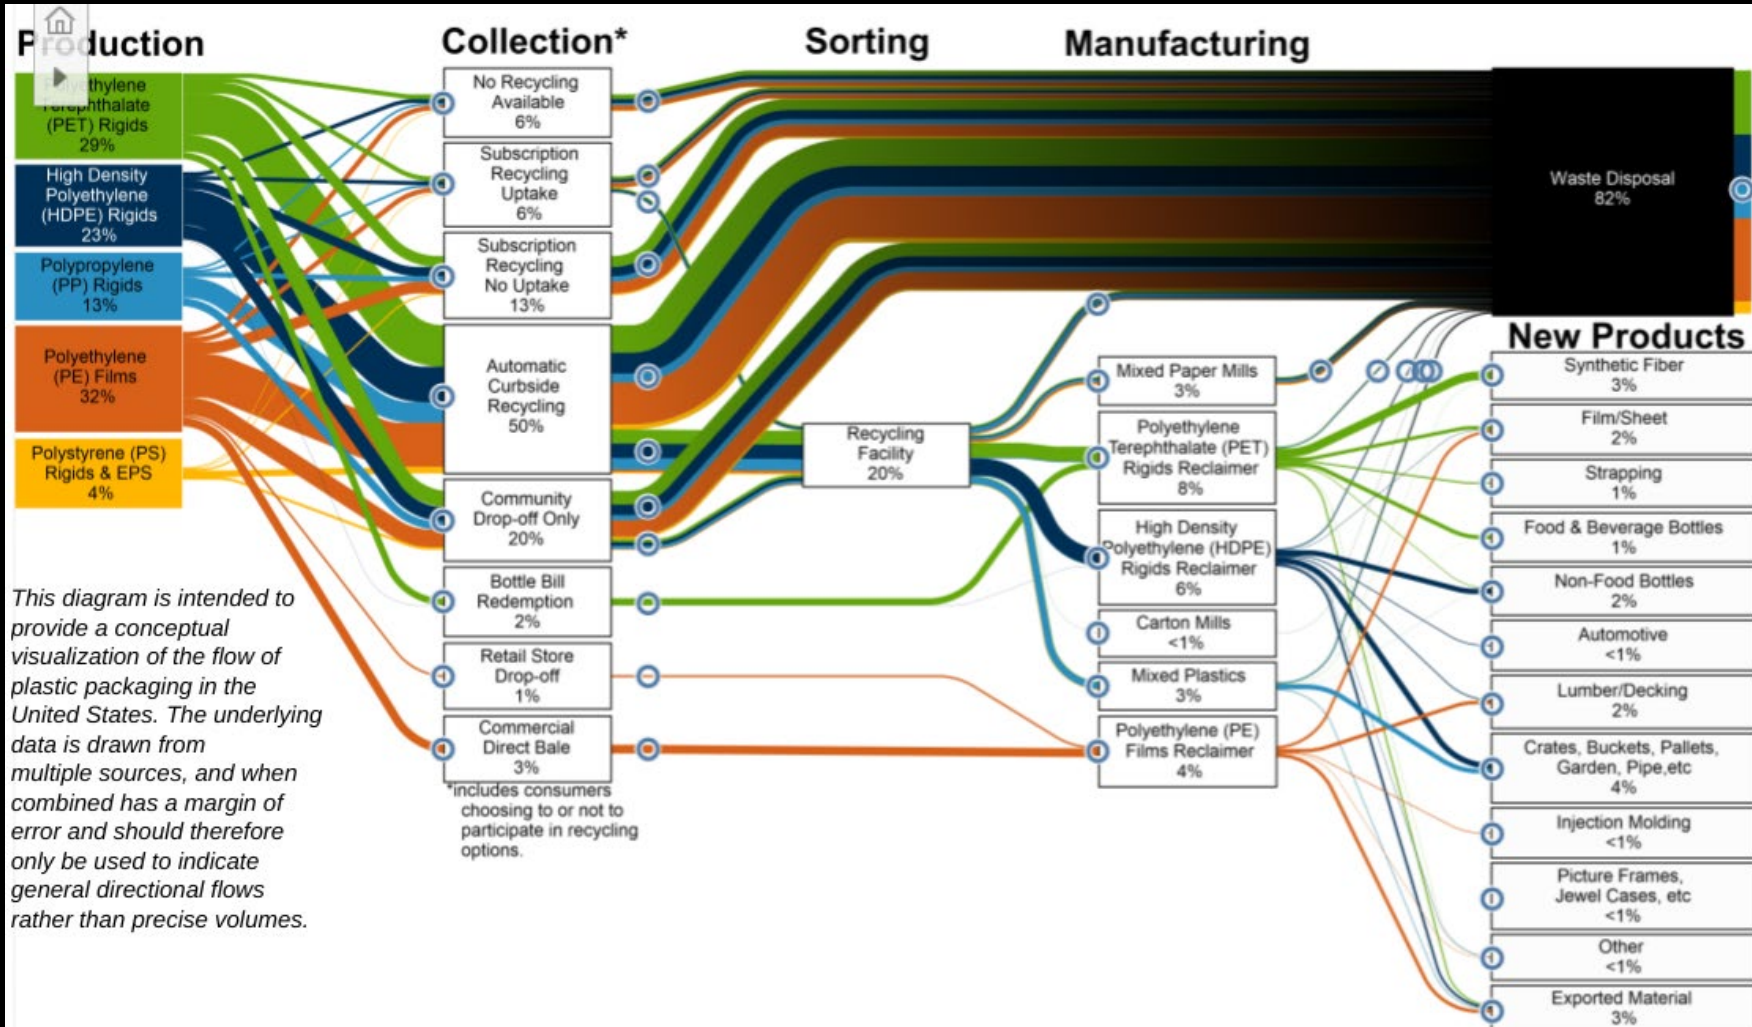 Production
Collection*
Sorting
Manufacturing
Polyethylene
Terephthalate
(PET) Rigids
29%
High Density
Polyethylene
(HDPE) Rigids
23%
Polypropylene
(PP) Rigids
13%
Polyethylene
(PE) Films
32%
Polystyrene (PS)
Rigids & EPS
4%
This diagram is intended to
provide a conceptual
visualization of the flow of
plastic packaging in the
United States. The underlying
data is drawn from
multiple sources, and when
combined has a margin of
error and should therefore
only be used to indicate
general directional flows
rather than precise volumes.
No Recycling
Available
6%
Subscription
Recycling
Uptake
6%
Subscription
Recycling
No Uptake
13%
Automatic
Curbside
Recycling
50%
Community
Drop-off Only
20%
Bottle Bill
Redemption
2%
Retail Store
Drop-off
1%
Commercial
Direct Bale
3%
*includes consumers
choosing to or not to
participate in recycling
options.
Recycling
Facility
20%
Mixed Paper Mills
3%
Polyethylene
Terephthalate (PET)
Rigids Reclaimer
8%
High Density
Polyethylene (HDPE)
Rigids Reclaimer
6%
Carton Mills
<1%
Mixed Plastics
3%
Polyethylene (PE)
Films Reclaimer
4%
Waste Disposal
82%
New Products
Synthetic Fiber
3%
Film/Sheet
2%
Strapping
1%
Food & Beverage Bottles
1%
Non-Food Bottles
2%
Automotive
<1%
Lumber/Decking
2%
Crates, Buckets, Pallets,
Garden, Pipe,etc
4%
Injection Molding
<1%
Picture Frames,
Jewel Cases, etc
<1%
Other
<1%
Exported Material
3%